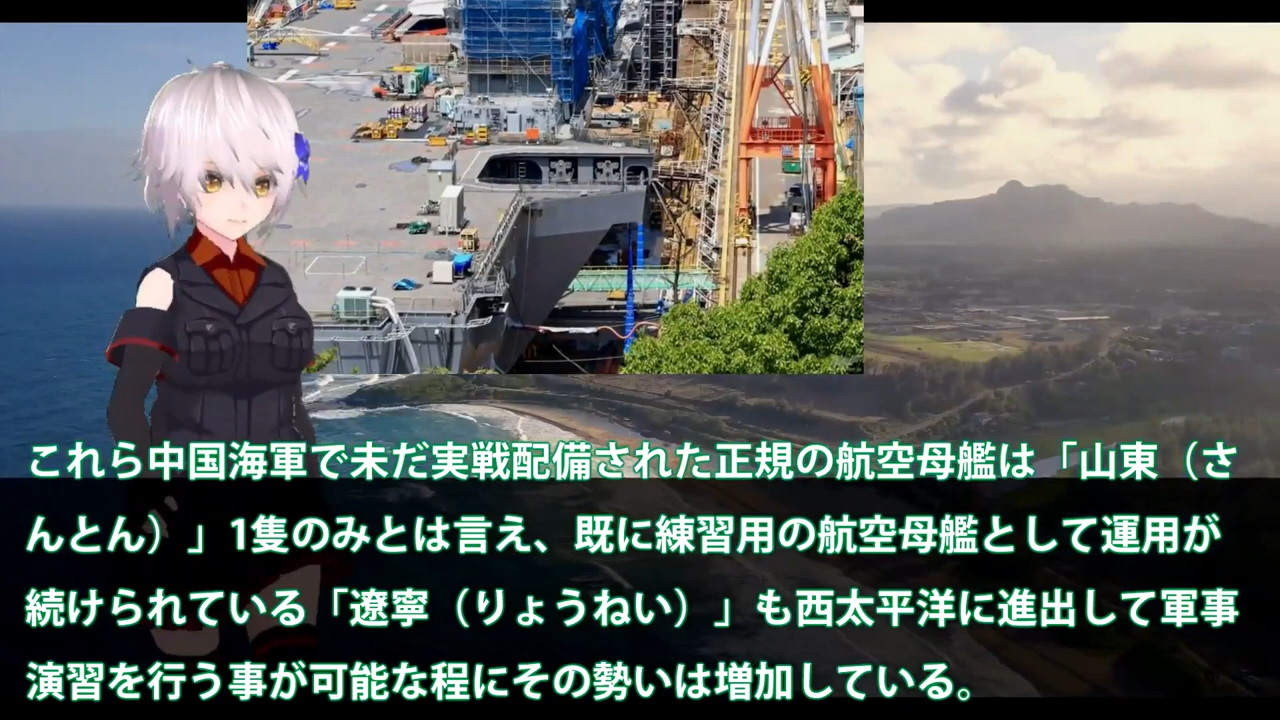 これら中国海軍で未だ実戦配備された正規の航空母艦は「山東（さ
んとん）」1隻のみとは言え、既に練習用の航空母艦として運用が
続けられている「遼寧（りょうねい）」も西太平洋に進出して軍事
演習を行う事が可能な程にその勢いは増加している。